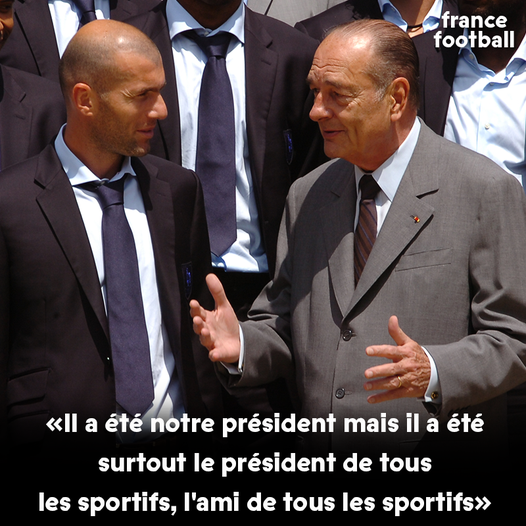 france
football
«Il a été notre président mais il a été
surtout le président de tous
les sportifs, l'ami de tous les sportifs»